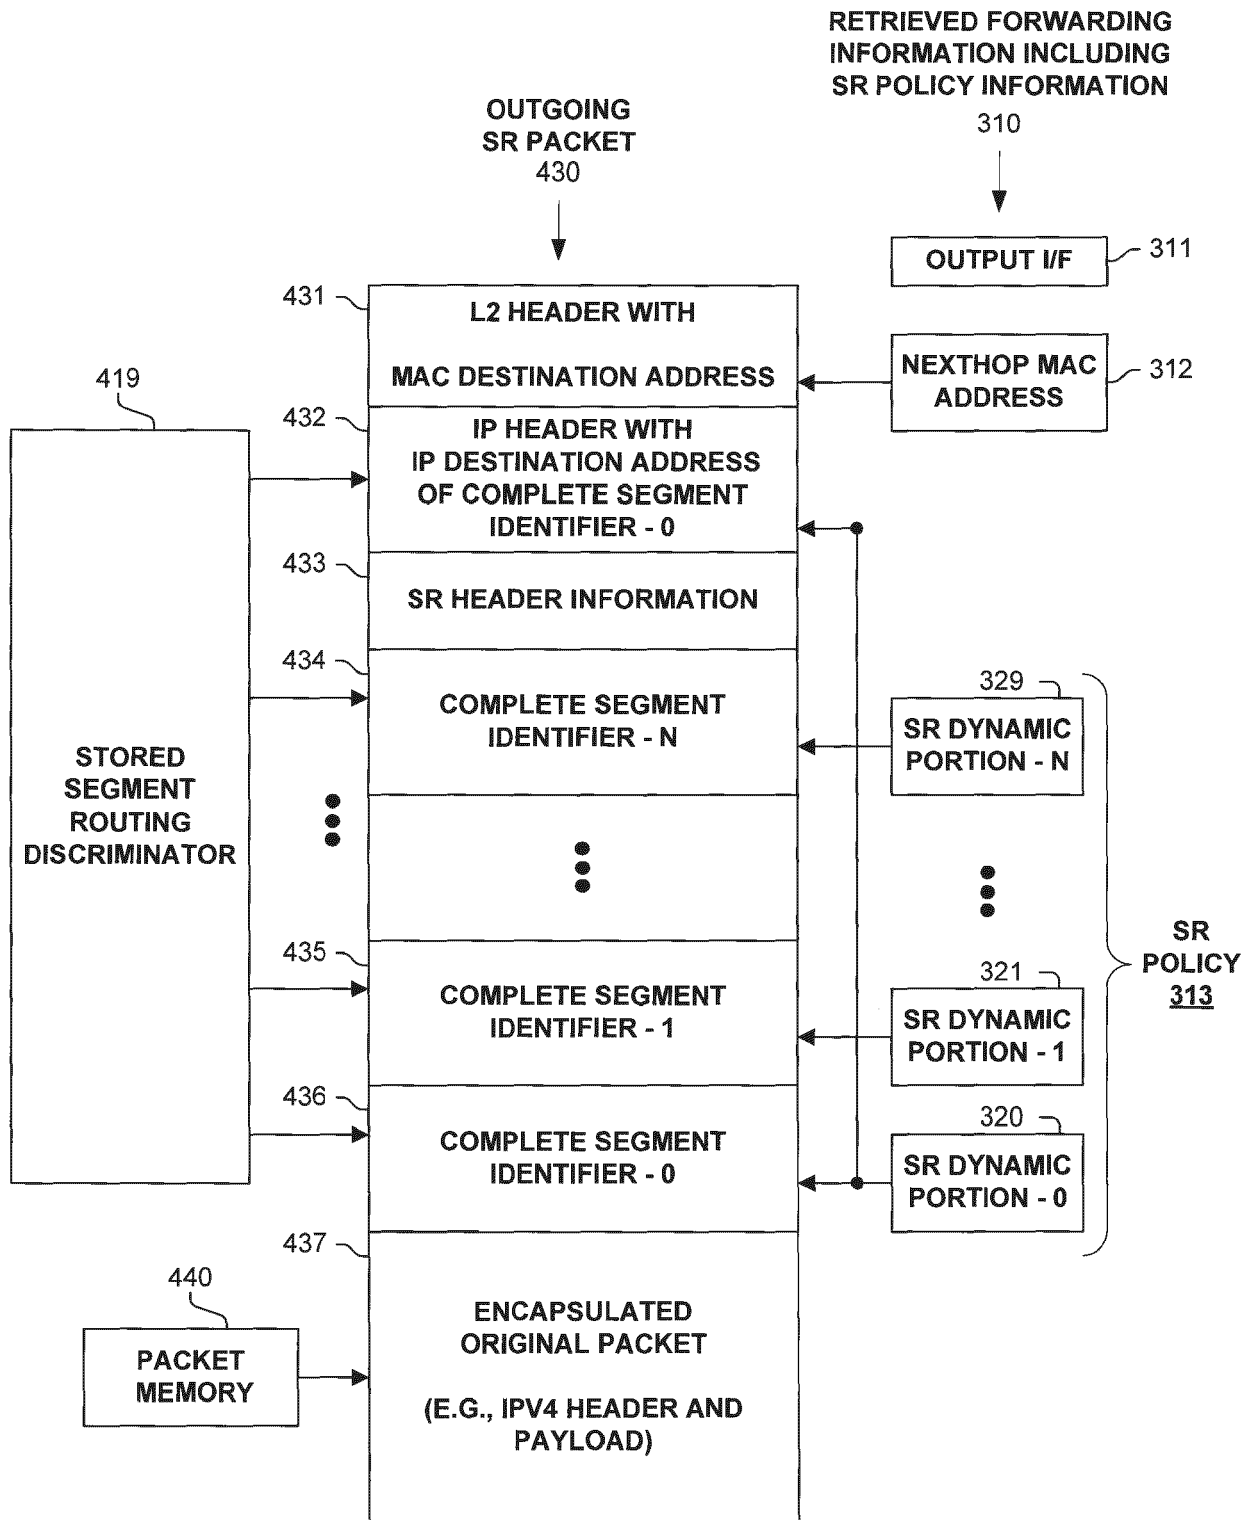 RETRIEVED FORWARDING
INFORMATION INCLUDING
SR POLICY INFORMATION
310
OUTGOING
SR PACKET
430
OUTPUT I/F
311
431
L2 HEADER WITH
MAC DESTINATION ADDRESS
NEXTHOP MAC
ADDRESS
312
419
432
IP HEADER WITH
IP DESTINATION ADDRESS
OF COMPLETE SEGMENT
IDENTIFIER - 0
433
SR HEADER INFORMATION
434
COMPLETE SEGMENT
IDENTIFIER - N
329
SR DYNAMIC
PORTION - N
STORED
SEGMENT
ROUTING
DISCRIMINATOR
435
COMPLETE SEGMENT
IDENTIFIER - 1
321
SR DYNAMIC
PORTION - 1
SR
POLICY
313
436
COMPLETE SEGMENT
IDENTIFIER - 0
320
SR DYNAMIC
PORTION - 0
437
ENCAPSULATED
ORIGINAL PACKET
(E.G., IPV4 HEADER AND
PAYLOAD)
440
PACKET
MEMORY